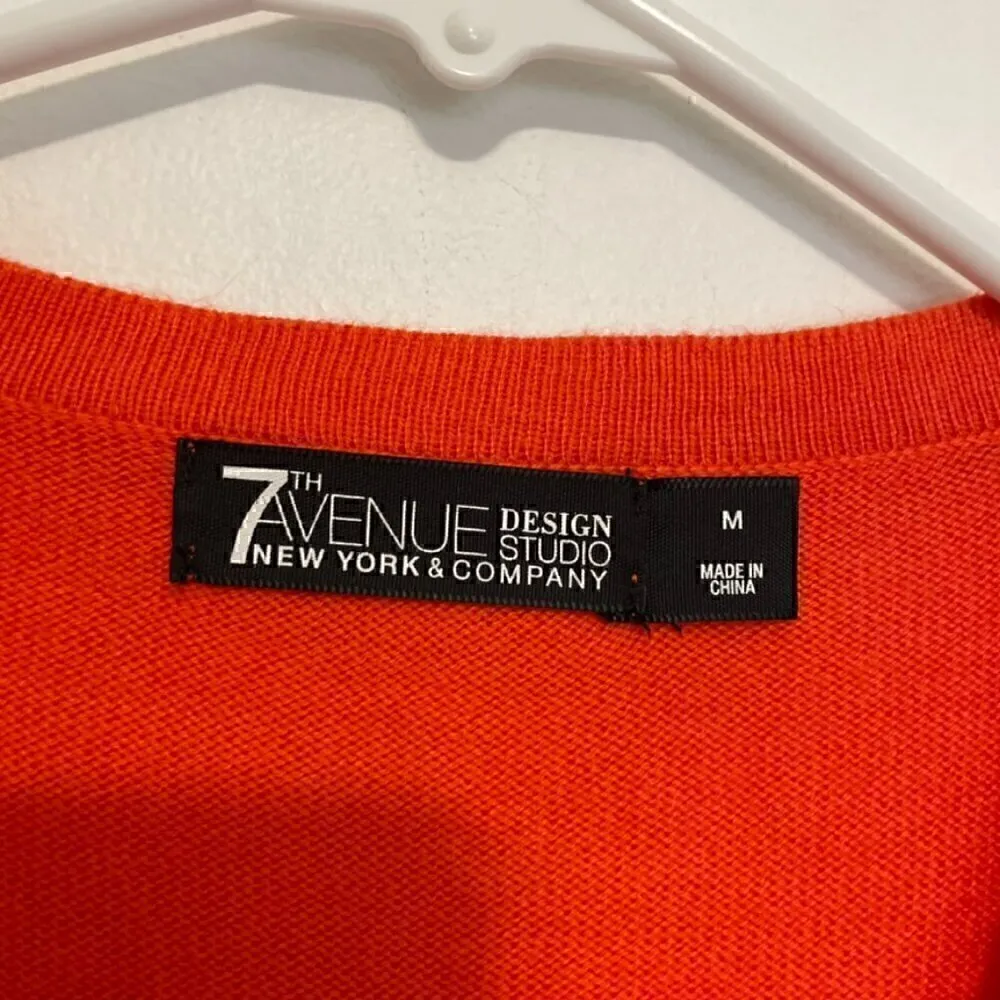 7TH AVENUE DESIGN STUDIO
NEW YORK & COMPANY
M
MADE IN
CHINA